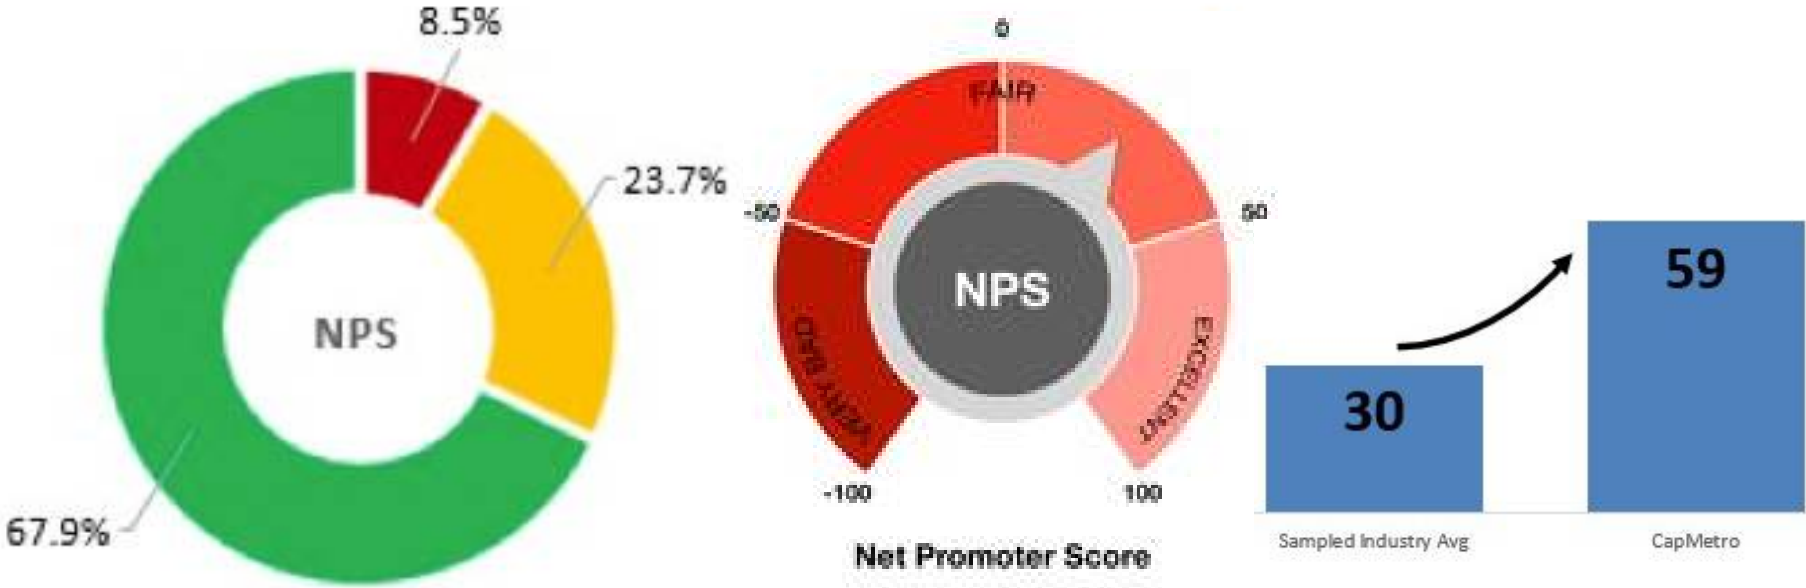 8.5%
23.7%
NPS
67.9%
0
FAIR
-50
50
NPS
VERY BAD
EXCELLENT
-100
100
Net Promoter Score
59
30
Sampled Industry Avg
CapMetro